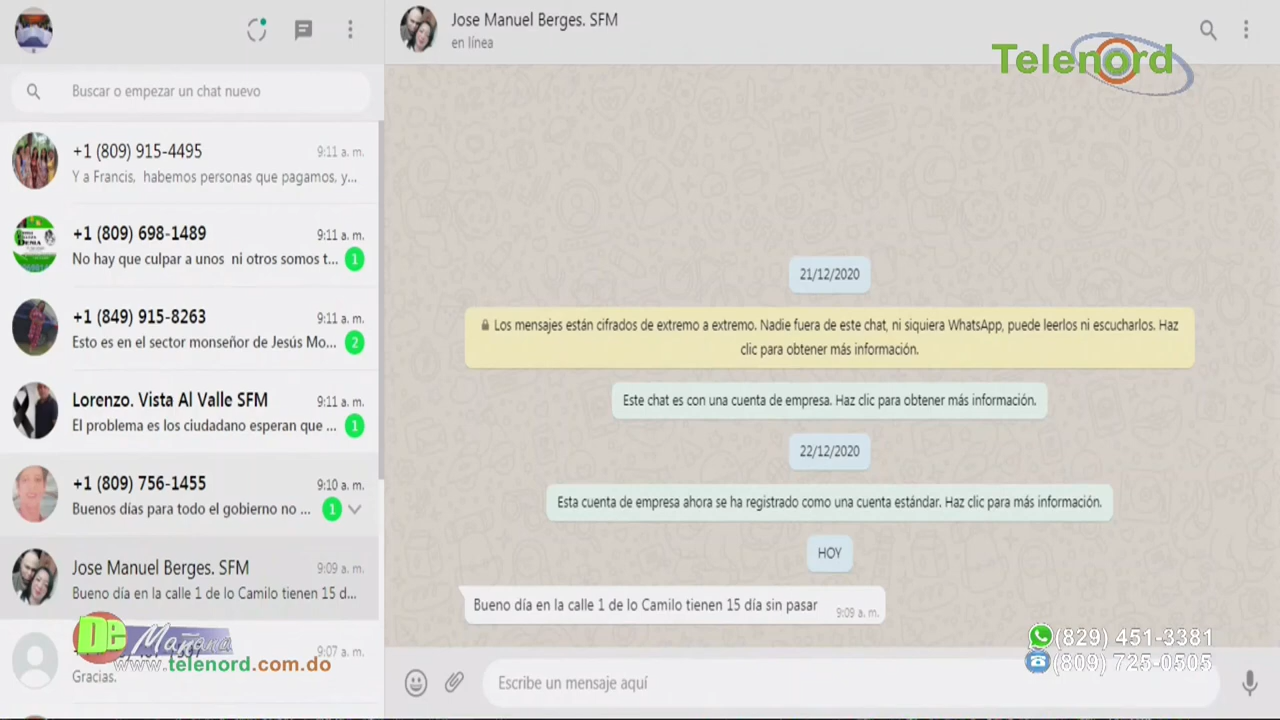 Buscar o empezar un chat nuevo
+1 (809) 915-4495
9:11 a. m.
Y a Francis, habemos personas que pagamos, y...
+1 (809) 698-1489
9:11 a. m.
No hay que culpar a unos ni otros somos t...
1
+1 (849) 915-8263
9:11 a. m.
Esto es en el sector monseñor de Jesús Mo...
2
Lorenzo. Vista Al Valle SFM
9:11 a. m.
El problema es los ciudadano esperan que ...
1
+1 (809) 756-1455
9:10 a. m.
Buenos días para todo el gobierno no ...
1
Jose Manuel Berges. SFM
9:09 a. m.
Bueno día en la calle 1 de lo Camilo tienen 15 d...
9:07 a. m.
Gracias.
De Mañana
www.telenord.com.do
Jose Manuel Berges. SFM
en línea
Telenord
21/12/2020
Los mensajes están cifrados de extremo a extremo. Nadie fuera de este chat, ni siquiera WhatsApp, puede leerlos ni escucharlos. Haz
clic para obtener más información.
Este chat es con una cuenta de empresa. Haz clic para obtener más información.
22/12/2020
Esta cuenta de empresa ahora se ha registrado como una cuenta estándar. Haz clic para más información.
HOY
Bueno día en la calle 1 de lo Camilo tienen 15 día sin pasar
9:09 a. m.
(829) 451-3381
(809) 725-0505
Escribe un mensaje aquí